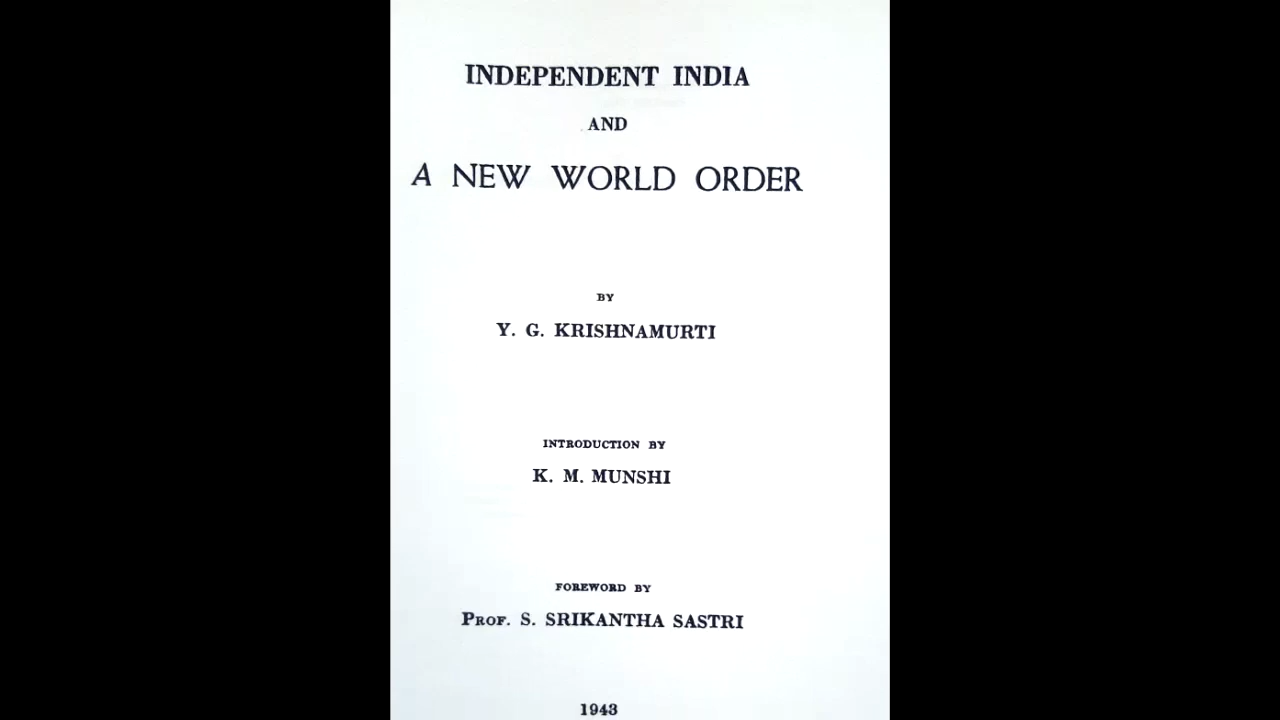 INDEPENDENT INDIA
AND
A NEW WORLD ORDER
BY
Y. G. KRISHNAMURTI
INTRODUCTION BY
K. M. MUNSHI
FOREWORD BY
PROF. S. SRIKANTHA SASTRI
1943